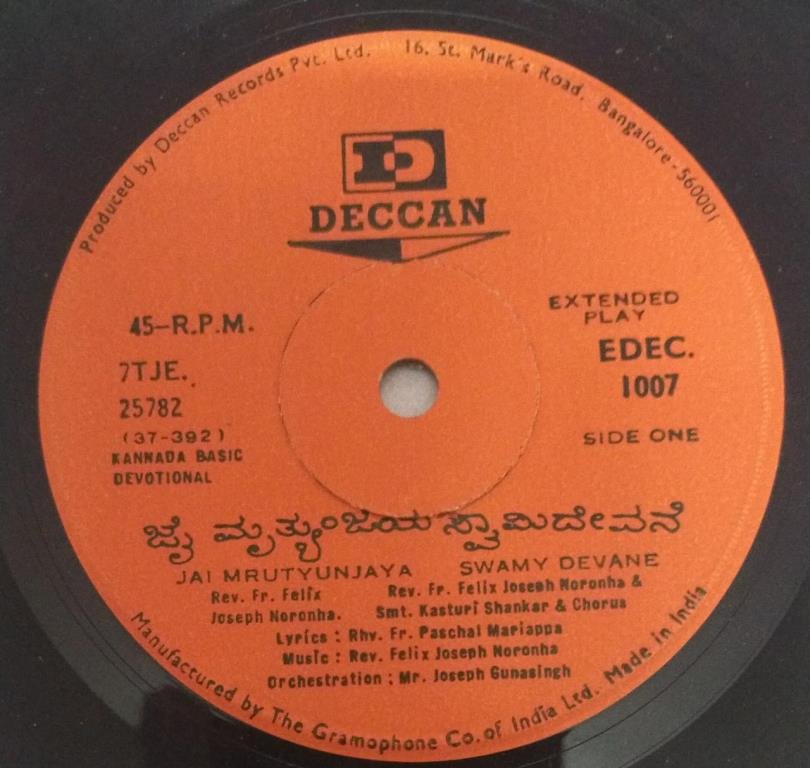 Produced by Deccan Records Pvt. Ltd. 16, St. Mark's Road, Bangalore-560001
D
DECCAN
45-R.P.M.
7TJE.
25782
(37-392)
KANNADA BASIC
DEVOTIONAL
EXTENDED
PLAY
EDEC.
1007
SIDE ONE
ಜೈ ಮೃತ್ಯುಂಜಯ ಸ್ವಾಮಿದೇವನೆ
JAI MRUTYUNJAYA SWAMY DEVANE
Rev. Fr. Felix Rev. Fr. Felix Joseph Noronha &
Joseph Noronha. Smt. Kasturi Shankar & Chorus
Lyrics : Rhv. Fr. Paschal Mariappa
Music : Rev. Felix Joseph Noronha
Orchestration : Mr. Joseph Gunasingh
Manufactured by The Gramophone Co. of India Ltd. Made in India